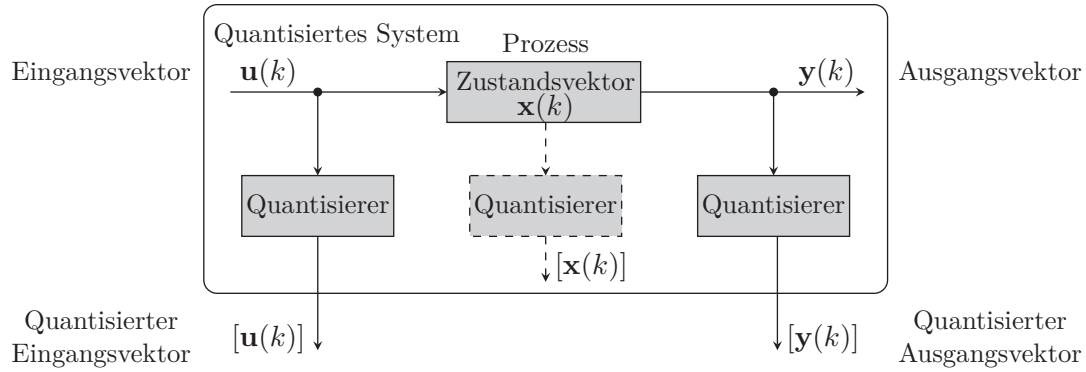 Quantisiertes System
Prozess
Eingangsvektor
u(k)
Zustandsvektor
x(k)
y(k)
Ausgangsvektor
Quantisierer
Quantisierer
Quantisierer
[x(k)]
Quantisierter
Eingangsvektor
[u(k)]
[y(k)]
Quantisierter
Ausgangsvektor